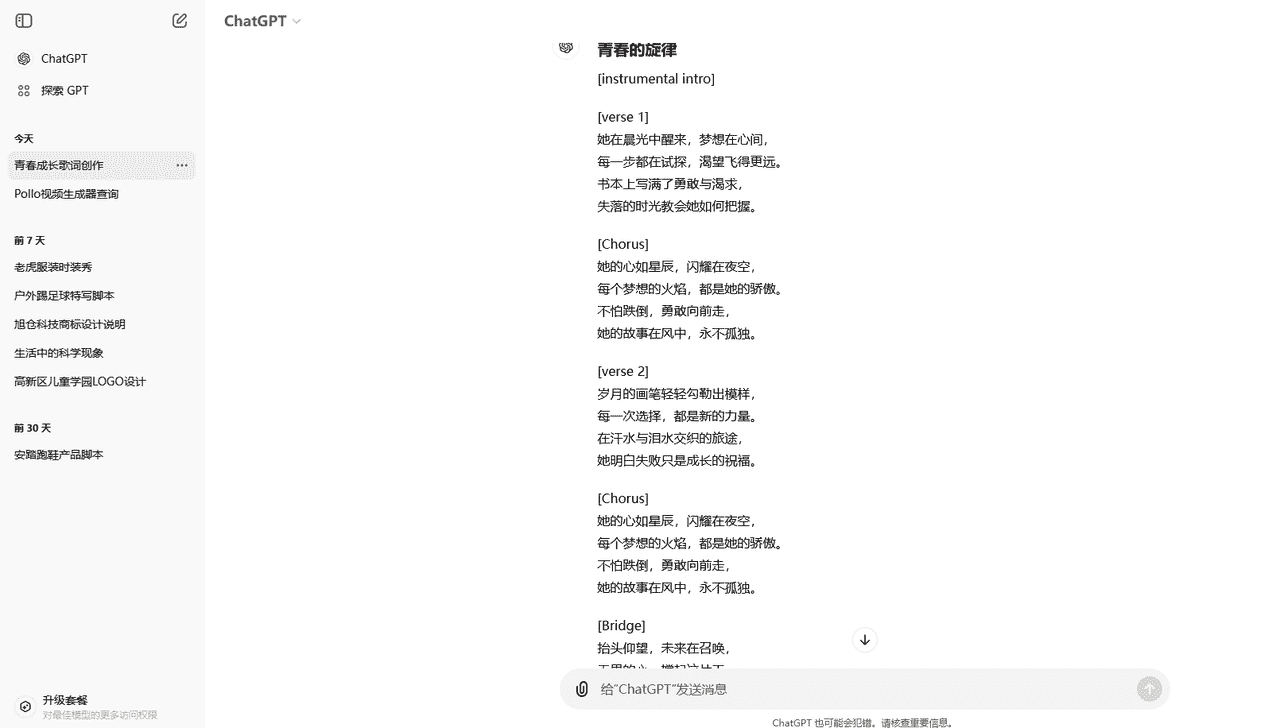 ChatGPT
ChatGPT
探索 GPT
今天
青春成长歌词创作
Pollo视频生成器查询
前 7 天
老虎服装时装秀
户外踢足球特写脚本
旭仓科技商标设计说明
生活中的科学现象
高新区儿童学园LOGO设计
前 30 天
安踏跑鞋产品脚本
升级套餐
对最佳模型的更多访问权限
青春的旋律
[instrumental intro]
[verse 1]
她在晨光中醒来，梦想在心间，
每一步都在试探，渴望飞得更远。
书本上写满了勇敢与渴求，
失落的时光教会她如何把握。
[Chorus]
她的心如星辰，闪耀在夜空，
每个梦想的火焰，都是她的骄傲。
不怕跌倒，勇敢向前走，
她的故事在风中，永不孤独。
[verse 2]
岁月的画笔轻轻勾勒出模样，
每一次选择，都是新的力量。
在汗水与泪水交织的旅途，
她明白失败只是成长的祝福。
[Chorus]
她的心如星辰，闪耀在夜空，
每个梦想的火焰，都是她的骄傲。
不怕跌倒，勇敢向前走，
她的故事在风中，永不孤独。
[Bridge]
抬头仰望，未来在召唤，
给"ChatGPT"发送消息
ChatGPT 也可能会犯错。请核查重要信息。